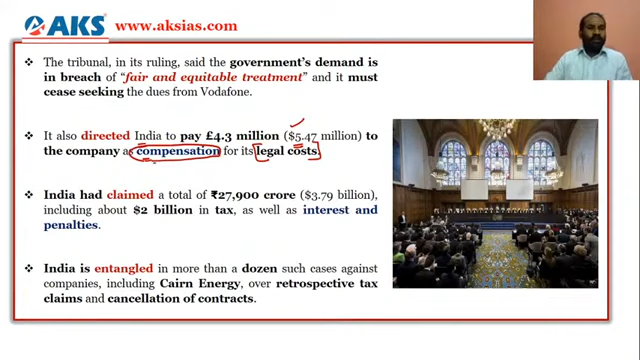 AKS
www.aksias.com
The tribunal, in its ruling, said the government's demand is
in breach of "fair and equitable treatment" and it must
cease seeking the dues from Vodafone.
It also directed India to pay £4.3 million ($5.47 million) to
the company as compensation for its legal costs.
India had claimed a total of ₹27,900 crore ($3.79 billion),
including about $2 billion in tax, as well as interest and
penalties.
India is entangled in more than a dozen such cases against
companies, including Cairn Energy, over retrospective tax
claims and cancellation of contracts.